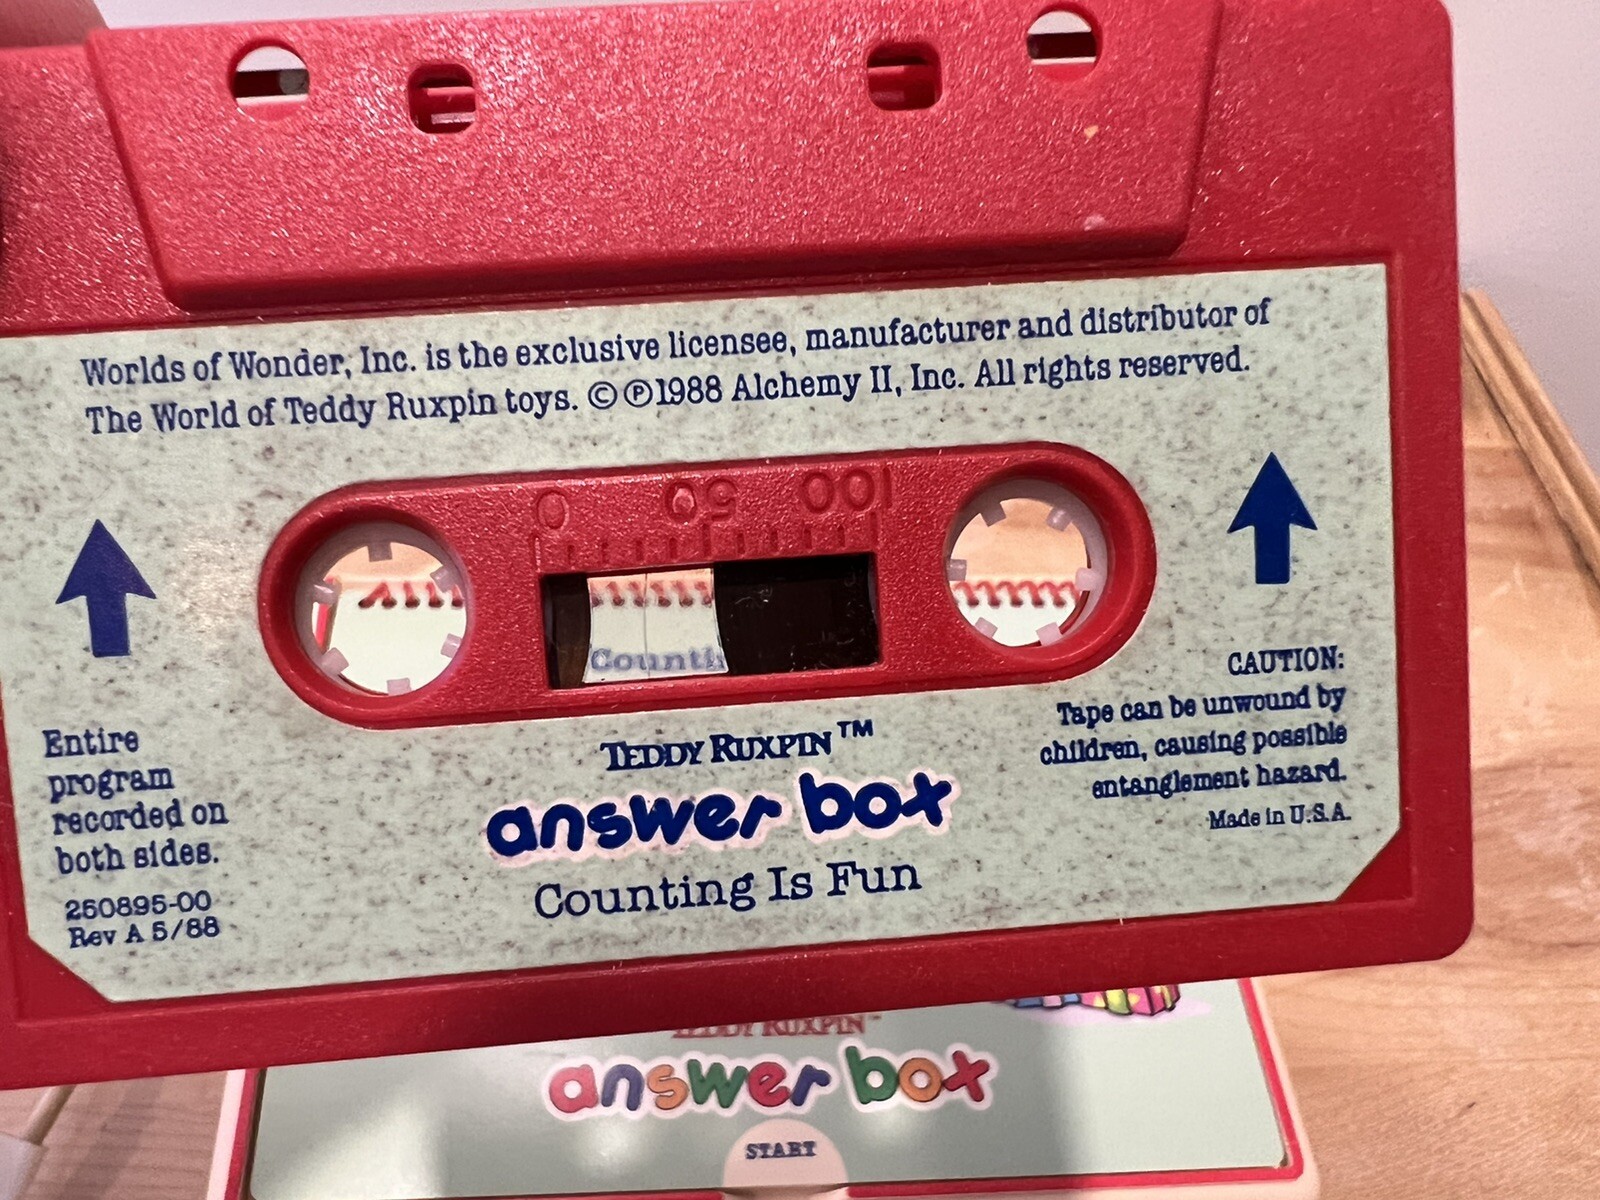 Worlds of Wonder, Inc. is the exclusive licensee, manufacturer and distributor of
The World of Teddy Ruxpin toys. ©℗1988 Alchemy II, Inc. All rights reserved.
0 50 100
Counti
Entire
program
recorded on
both sides.
250895-00
Rev A 5/88
TEDDY RUXPIN™
answer box
Counting Is Fun
CAUTION:
Tape can be unwound by
children, causing possible
entanglement hazard.
Made in U.S.A.
TEDDY RUXPIN™
answer box
START